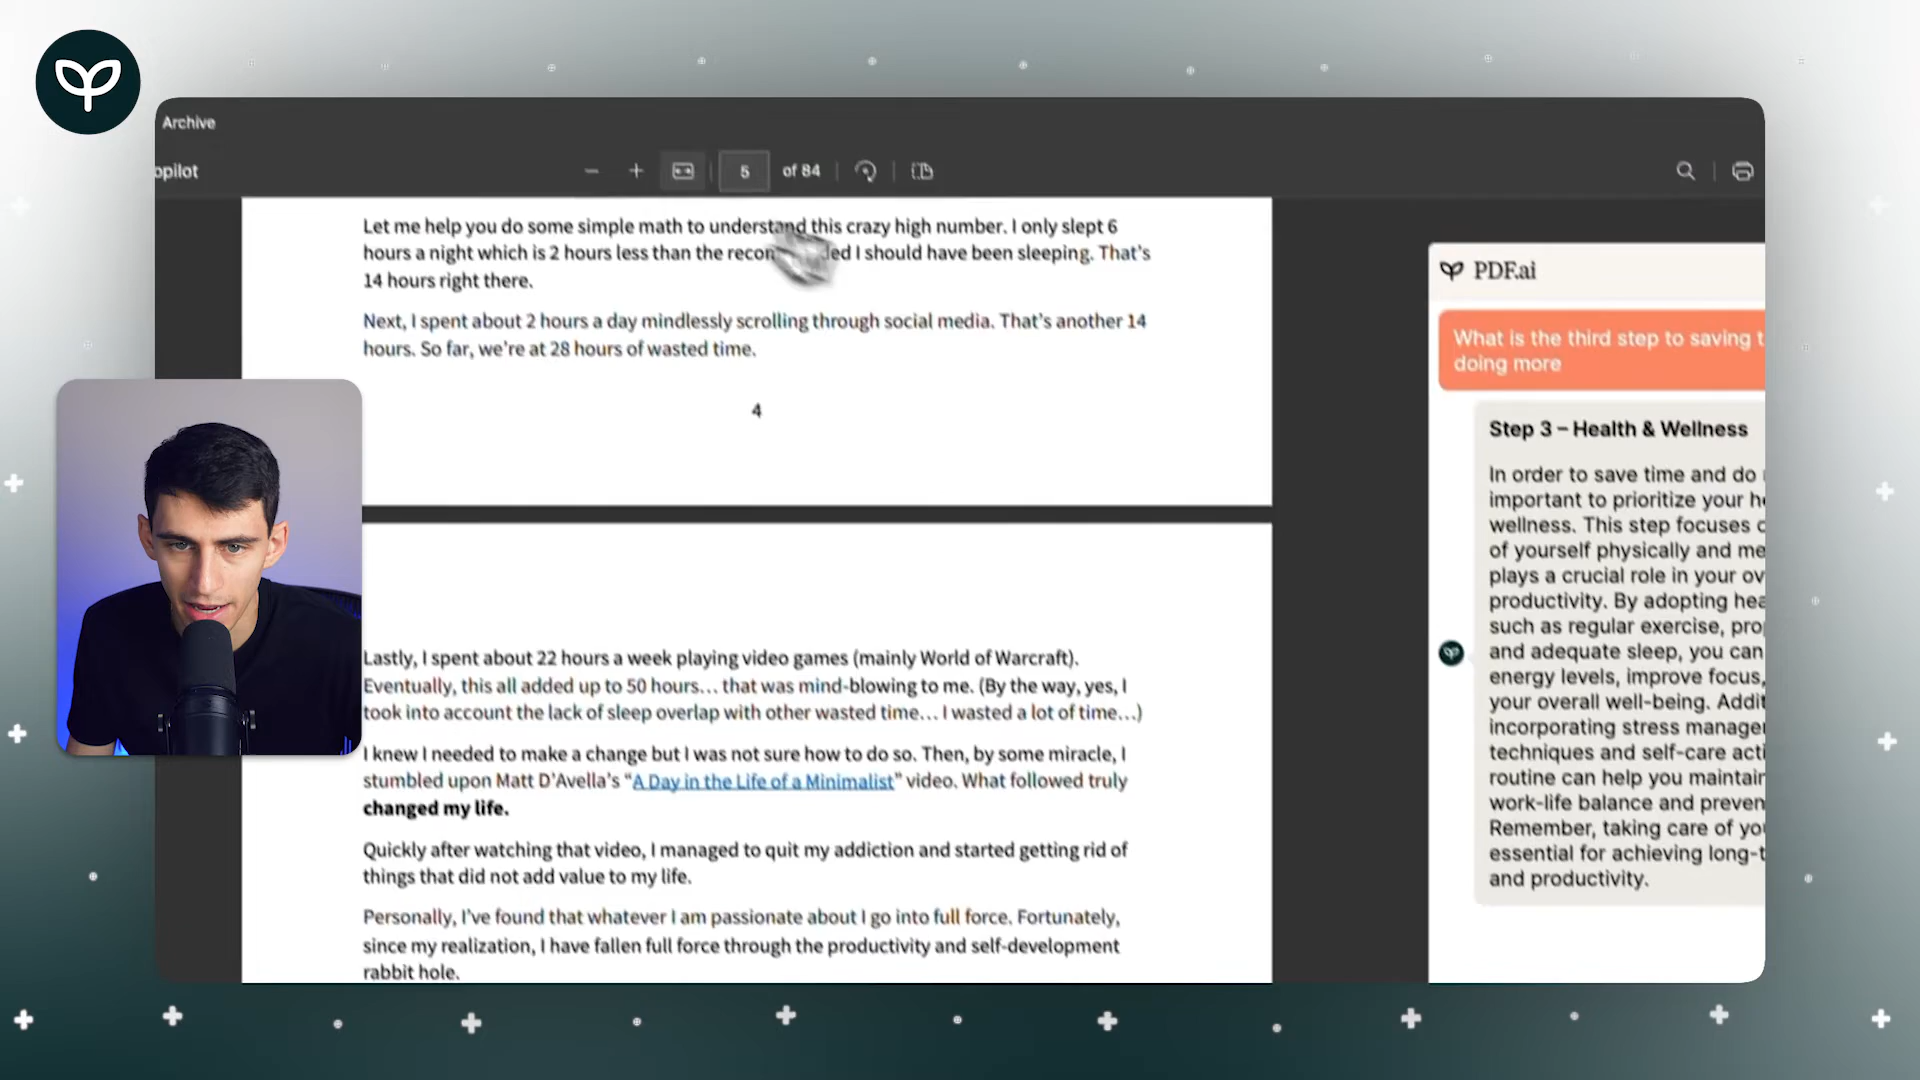 Archive
opilot
5
of 84
Let me help you do some simple math to understand this crazy high number. I only slept 6
hours a night which is 2 hours less than the recon ded I should have been sleeping. That's
14 hours right there.
Next, I spent about 2 hours a day mindlessly scrolling through social media. That's another 14
hours. So far, we're at 28 hours of wasted time.
4
Lastly, I spent about 22 hours a week playing video games (mainly World of Warcraft).
Eventually, this all added up to 50 hours... that was mind-blowing to me. (By the way, yes, I
took into account the lack of sleep overlap with other wasted time... I wasted a lot of time...)
I knew I needed to make a change but I was not sure how to do so. Then, by some miracle, I
stumbled upon Matt D'Avella's "A Day in the Life of a Minimalist" video. What followed truly
changed my life.
Quickly after watching that video, I managed to quit my addiction and started getting rid of
things that did not add value to my life.
Personally, I've found that whatever I am passionate about I go into full force. Fortunately,
since my realization, I have fallen full force through the productivity and self-development
rabbit hole.
PDF.ai
What is the third step to saving t
doing more
Step 3 – Health & Wellness
In order to save time and do
important to prioritize your he
wellness. This step focuses o
of yourself physically and me
plays a crucial role in your ov
productivity. By adopting hea
such as regular exercise, prop
and adequate sleep, you can
energy levels, improve focus,
your overall well-being. Addit
incorporating stress manager
techniques and self-care acti
routine can help you maintain
work-life balance and preven
Remember, taking care of you
essential for achieving long-t
and productivity.